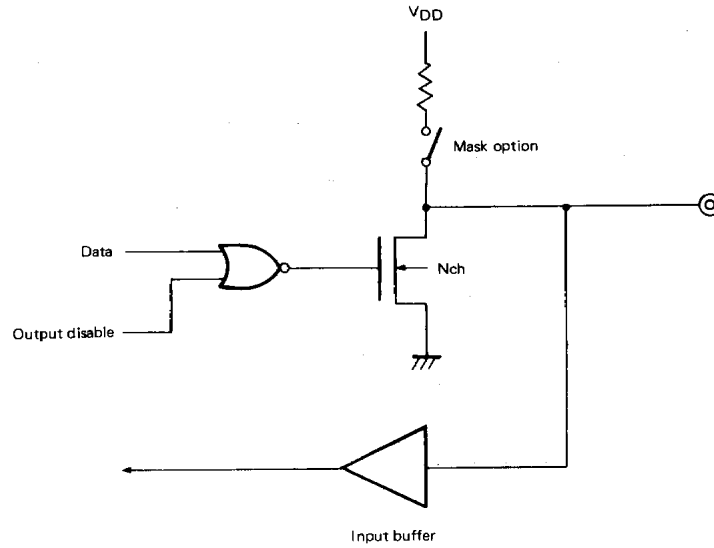 VDD
Mask option
Data
Nch
Output disable
Input buffer